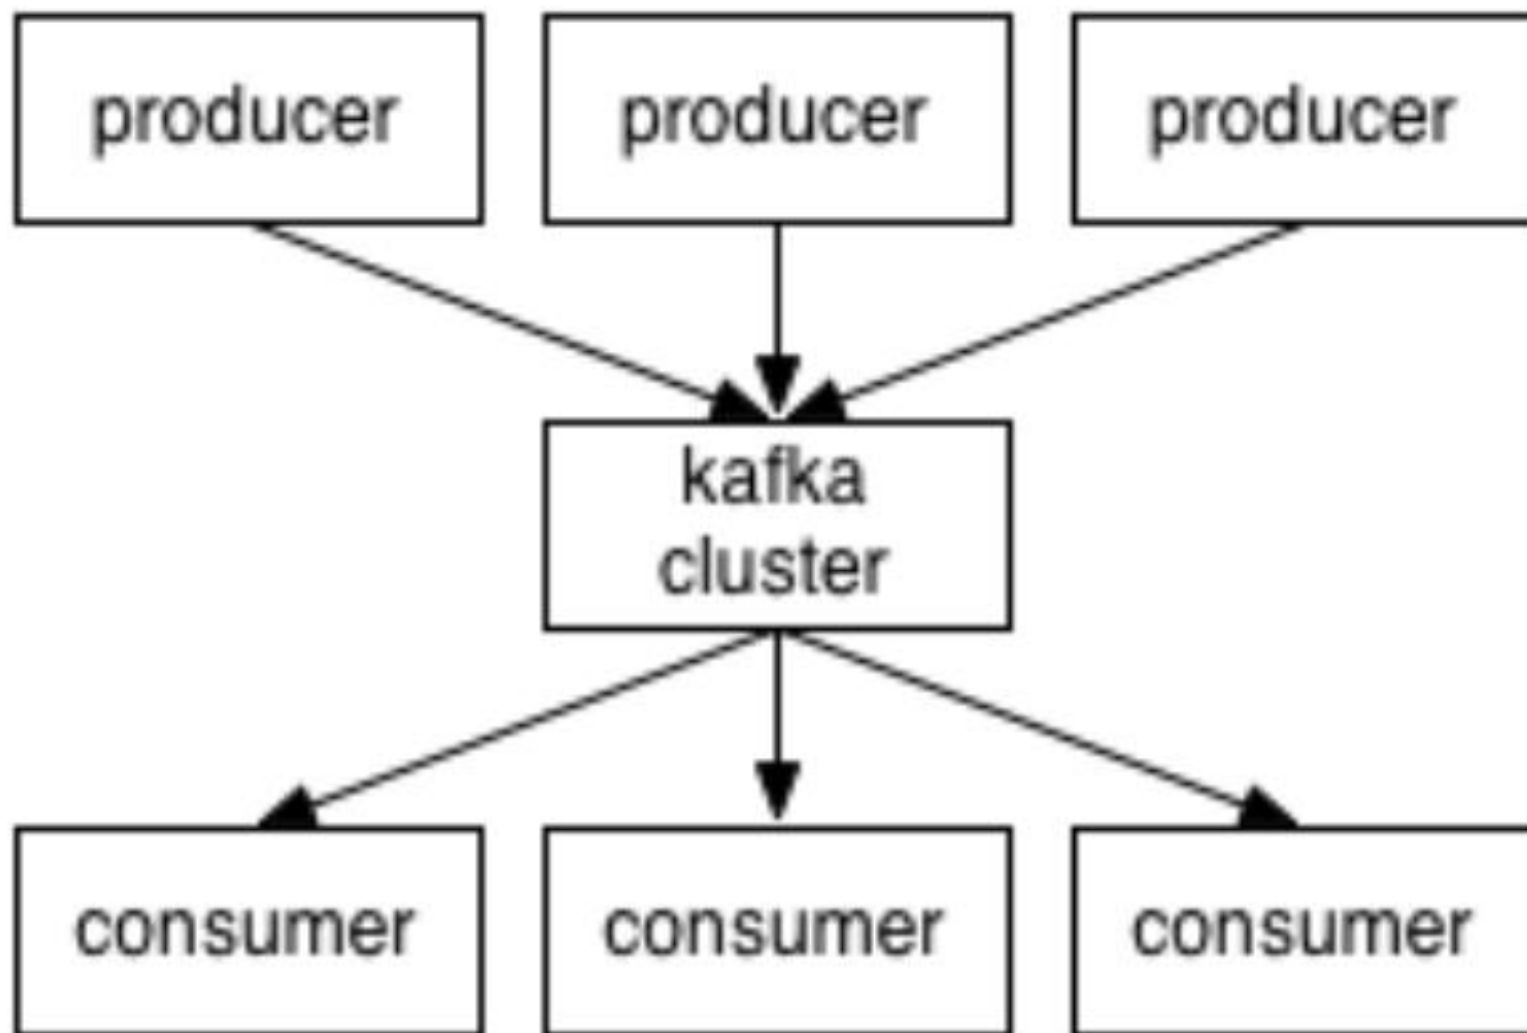 producer
producer
producer
kafka
cluster
consumer
consumer
consumer